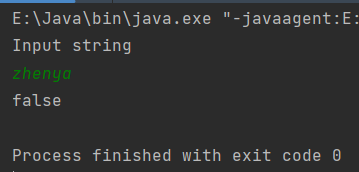 E:\Java\bin\java.exe "-javaagent:E:
Input string
zhenya
false
Process finished with exit code 0